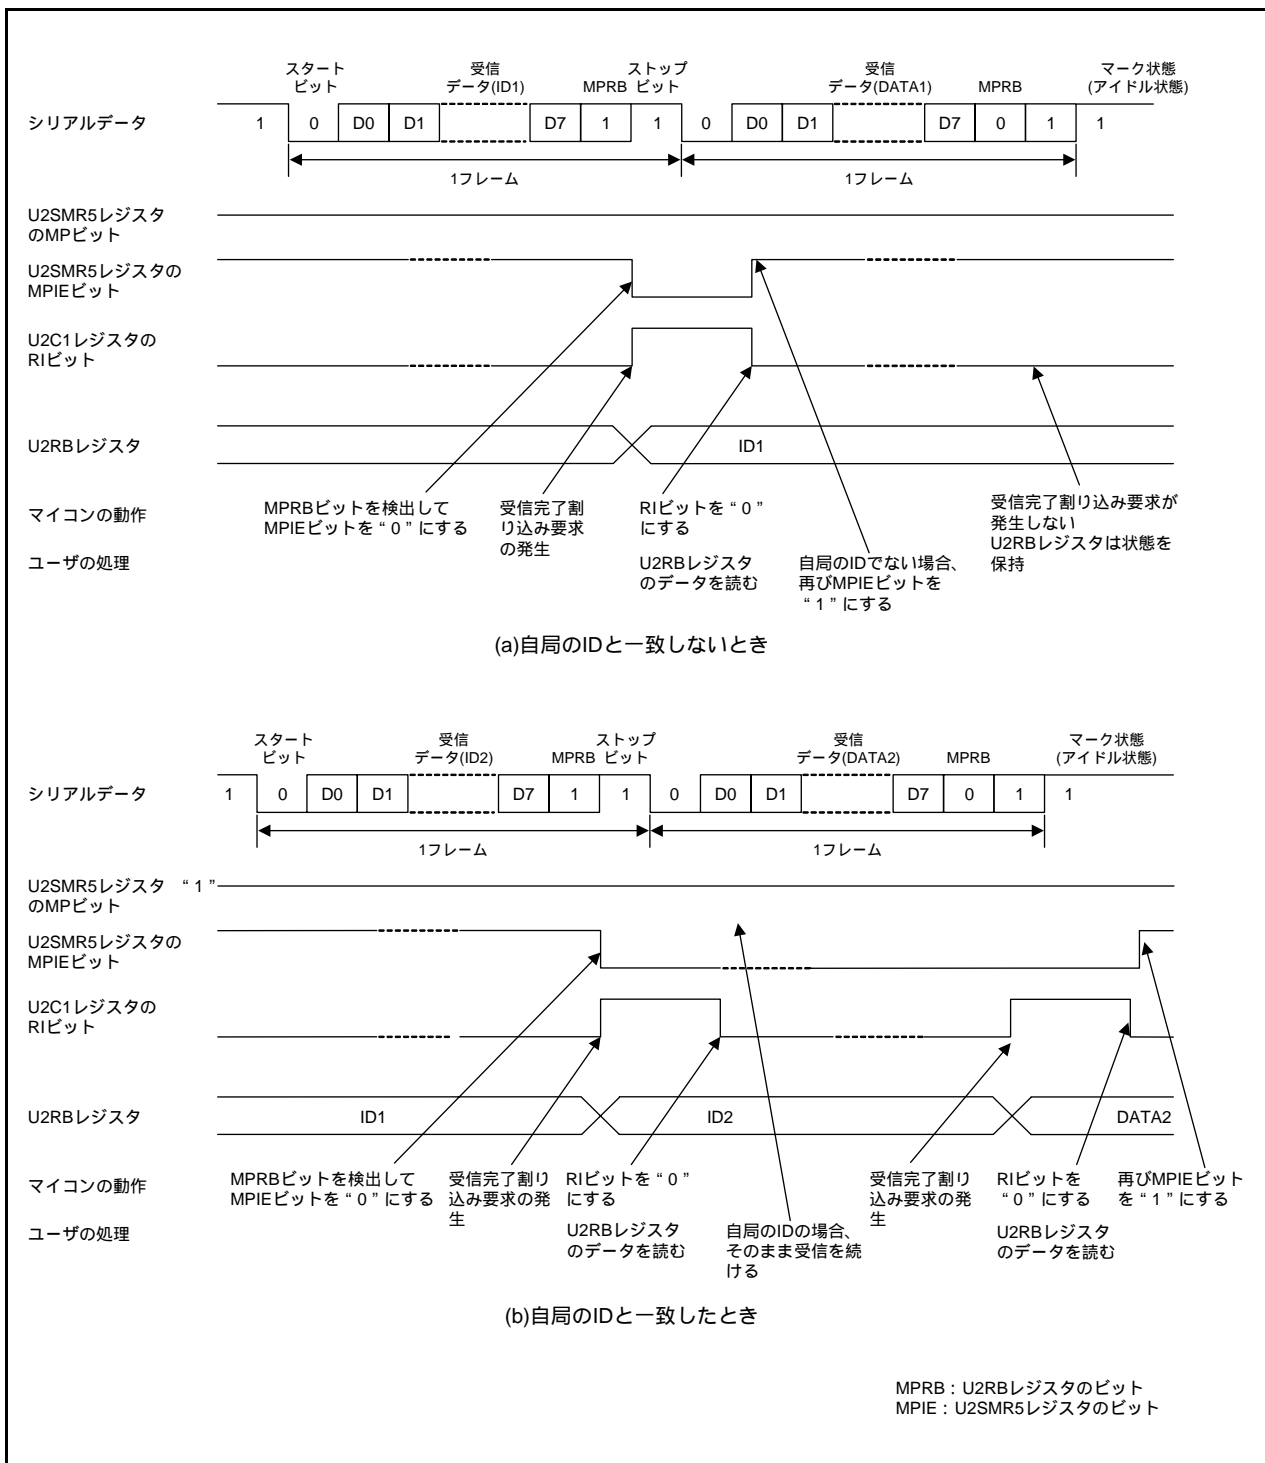 スタート
ビット
受信
データ(ID1)
MPRB
ストップ
ビット
受信
データ(DATA1)
MPRB
マーク状態
(アイドル状態)
シリアルデータ
1 0 D0 D1 D7 1 1 0 D0 D1 D7 0 1 1
1フレーム 1フレーム
U2SMR5レジスタ
のMPビット
U2SMR5レジスタの
MPIEビット
U2C1レジスタの
RIビット
U2RBレジスタ
ID1
マイコンの動作
MPRBビットを検出して
MPIEビットを“0”にする
受信完了割
り込み要求
の発生
RIビットを“0”
にする
受信完了割り込み要求が
発生しない
U2RBレジスタは状態を
保持
ユーザの処理
U2RBレジスタ
のデータを読む
自局のIDでない場合、
再びMPIEビットを
“1”にする
(a)自局のIDと一致しないとき
スタート
ビット
受信
データ(ID2)
MPRB
ストップ
ビット
受信
データ(DATA2)
MPRB
マーク状態
(アイドル状態)
シリアルデータ
1 0 D0 D1 D7 1 1 0 D0 D1 D7 0 1 1
1フレーム 1フレーム
U2SMR5レジスタ “1”
のMPビット
U2SMR5レジスタの
MPIEビット
U2C1レジスタの
RIビット
U2RBレジスタ
ID1 ID2 DATA2
マイコンの動作
MPRBビットを検出して
MPIEビットを“0”にする
受信完了割り
込み要求の発
生
RIビットを“0”
にする
受信完了割り
込み要求の発
生
RIビットを
“0”にする
再びMPIEビット
を“1”にする
ユーザの処理
U2RBレジスタ
のデータを読む
自局のIDの場合、
そのまま受信を続
ける
U2RBレジスタ
のデータを読む
(b)自局のIDと一致したとき
MPRB：U2RBレジスタのビット
MPIE：U2SMR5レジスタのビット